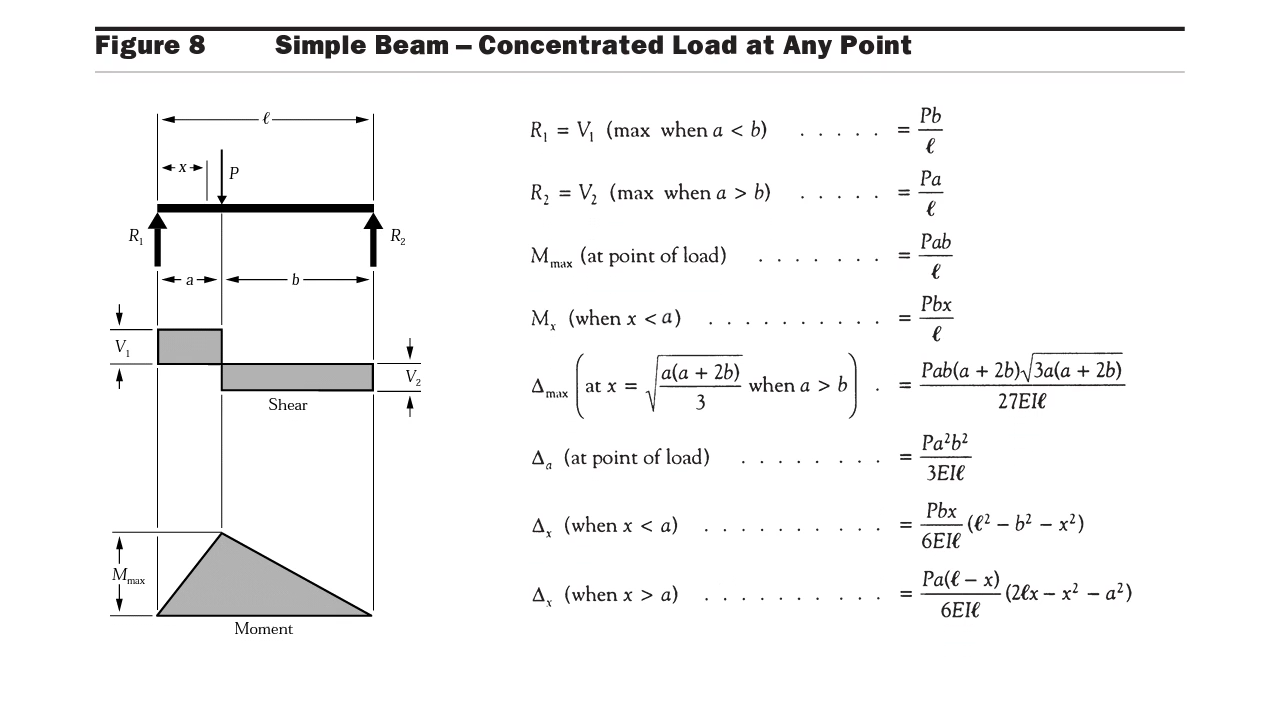 Figure 8 Simple Beam – Concentrated Load at Any Point
ℓ
x
P
R₁
R₂
a
b
V₁
V₂
Shear
Mmax
Moment
R₁ = V₁ (max when a < b) . . . . . = Pb/ℓ
R₂ = V₂ (max when a > b) . . . . . = Pa/ℓ
Mmax (at point of load) . . . . . . . = Pab/ℓ
Mₓ (when x < a) . . . . . . . . . . = Pbx/ℓ
Δmax (at x = √(a(a + 2b)/3) when a > b) . = Pab(a + 2b)√(3a(a + 2b))/27EIℓ
Δₐ (at point of load) . . . . . . . . = Pa²b²/3EIℓ
Δₓ (when x < a) . . . . . . . . . . = Pbx/6EIℓ (ℓ² – b² – x²)
Δₓ (when x > a) . . . . . . . . . . = Pa(ℓ – x)/6EIℓ (2ℓx – x² – a²)